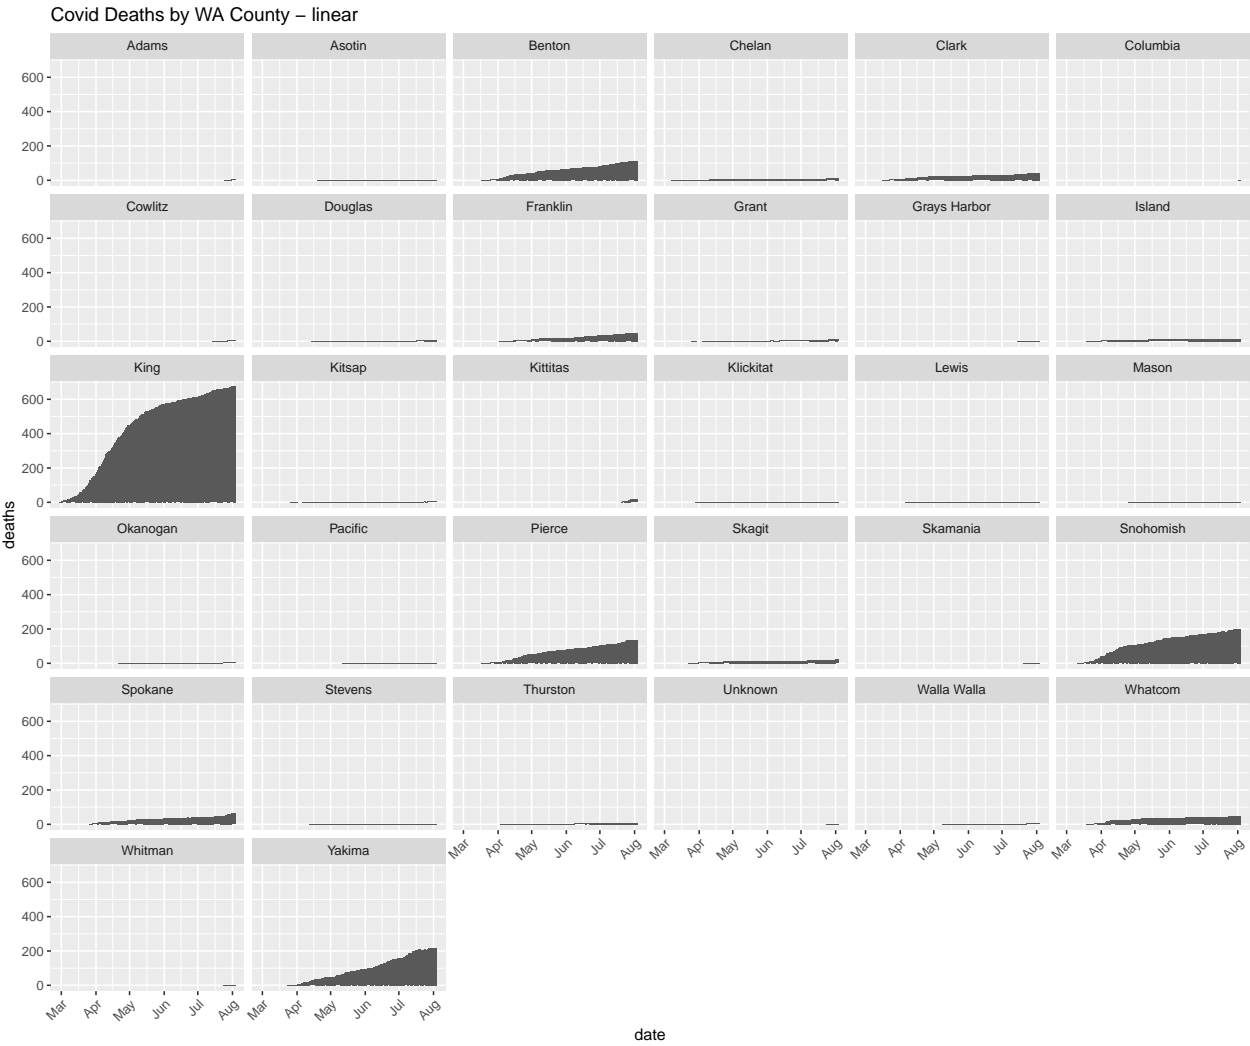 Covid Deaths by WA County – linear
Adams Asotin Benton Chelan Clark Columbia
600
400
200
0
Cowlitz Douglas Franklin Grant Grays Harbor Island
600
400
200
0
King Kitsap Kittitas Klickitat Lewis Mason
600
400
200
0
deaths
Okanogan Pacific Pierce Skagit Skamania Snohomish
600
400
200
0
Spokane Stevens Thurston Unknown Walla Walla Whatcom
600
400
200
0
Mar Apr May Jun Jul Aug Mar Apr May Jun Jul Aug Mar Apr May Jun Jul Aug Mar Apr May Jun Jul Aug
Whitman Yakima
600
400
200
0
Mar Apr May Jun Jul Aug Mar Apr May Jun Jul Aug
date